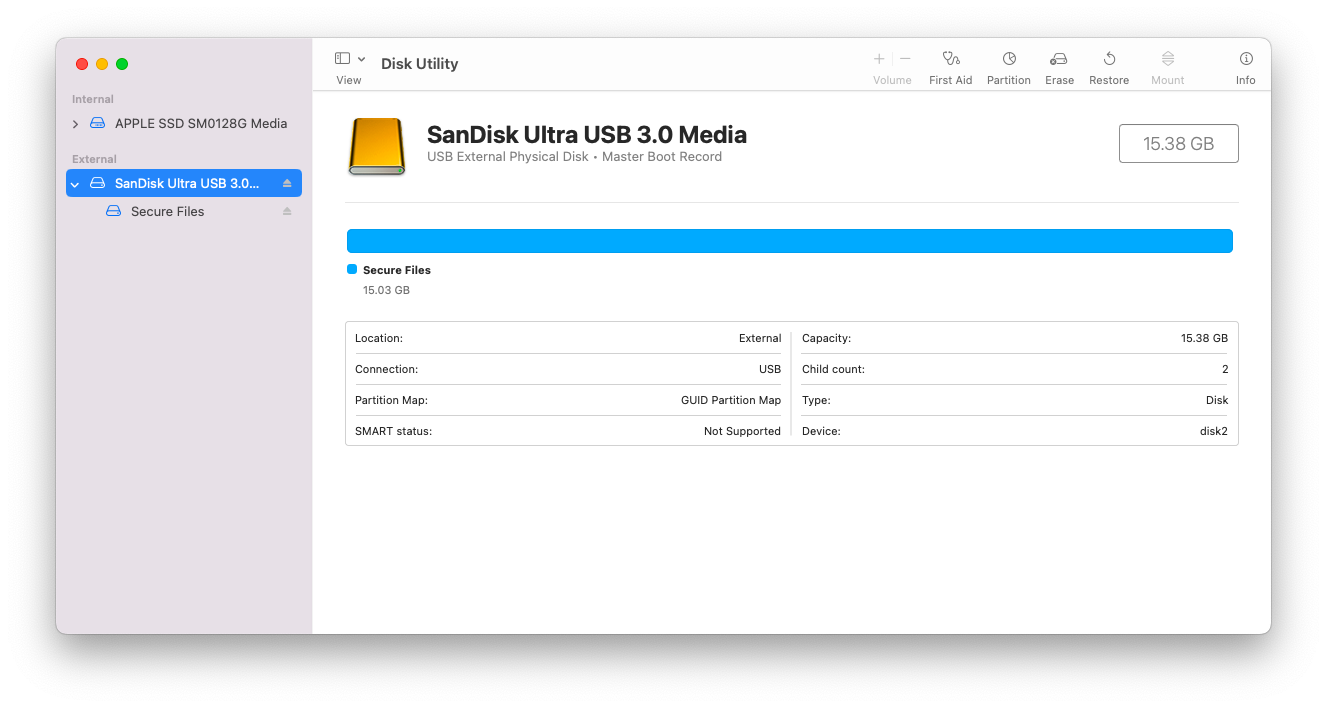 View
Disk Utility
Volume
First Aid
Partition
Erase
Restore
Mount
Info
Internal
APPLE SSD SM0128G Media
External
SanDisk Ultra USB 3.0...
Secure Files
SanDisk Ultra USB 3.0 Media
USB External Physical Disk • Master Boot Record
15.38 GB
Secure Files
15.03 GB
Location: External
Connection: USB
Partition Map: GUID Partition Map
SMART status: Not Supported
Capacity: 15.38 GB
Child count: 2
Type: Disk
Device: disk2